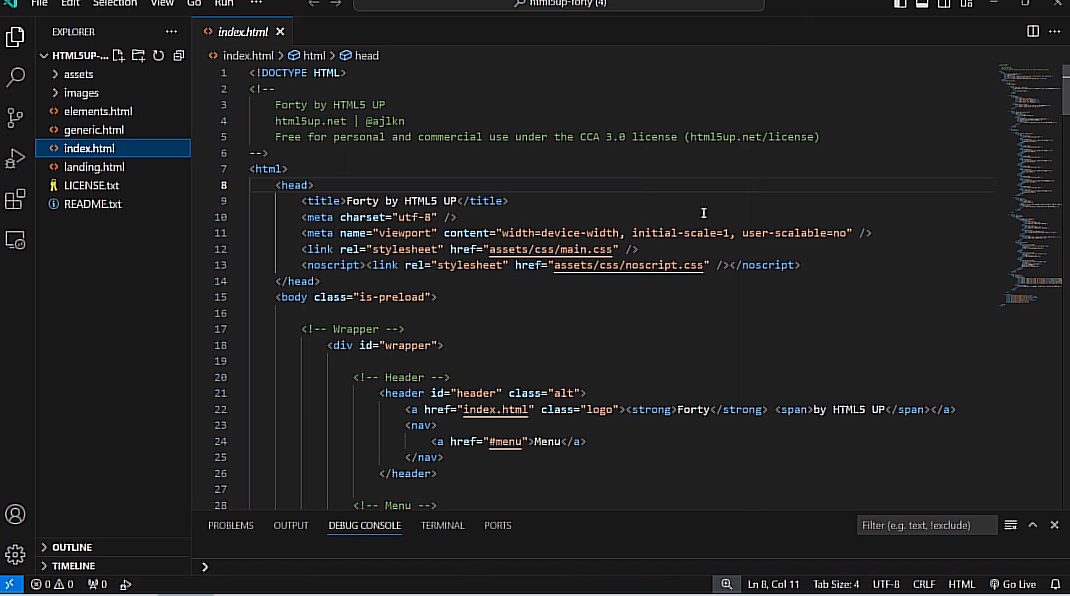 File Edit Selection View Go Run ···
html5up-forty (4)
EXPLORER ···
HTML5UP-...
assets
images
elements.html
generic.html
index.html
landing.html
LICENSE.txt
README.txt
OUTLINE
TIMELINE
index.html
index.html > html > head
1 <!DOCTYPE HTML>
2 <!--
3 Forty by HTML5 UP
4 html5up.net | @ajlkn
5 Free for personal and commercial use under the CCA 3.0 license (html5up.net/license)
6 -->
7 <html>
8 <head>
9 <title>Forty by HTML5 UP</title>
10 <meta charset="utf-8" />
11 <meta name="viewport" content="width=device-width, initial-scale=1, user-scalable=no" />
12 <link rel="stylesheet" href="assets/css/main.css" />
13 <noscript><link rel="stylesheet" href="assets/css/noscript.css" /></noscript>
14 </head>
15 <body class="is-preload">
16
17 <!-- Wrapper -->
18 <div id="wrapper">
19
20 <!-- Header -->
21 <header id="header" class="alt">
22 <a href="index.html" class="logo"><strong>Forty</strong> <span>by HTML5 UP</span></a>
23 <nav>
24 <a href="#menu">Menu</a>
25 </nav>
26 </header>
27
28 <!-- Menu -->
PROBLEMS OUTPUT DEBUG CONSOLE TERMINAL PORTS
Filter (e.g. text, !exclude)
0 0 0
Ln 8, Col 11 Tab Size: 4 UTF-8 CRLF HTML Go Live